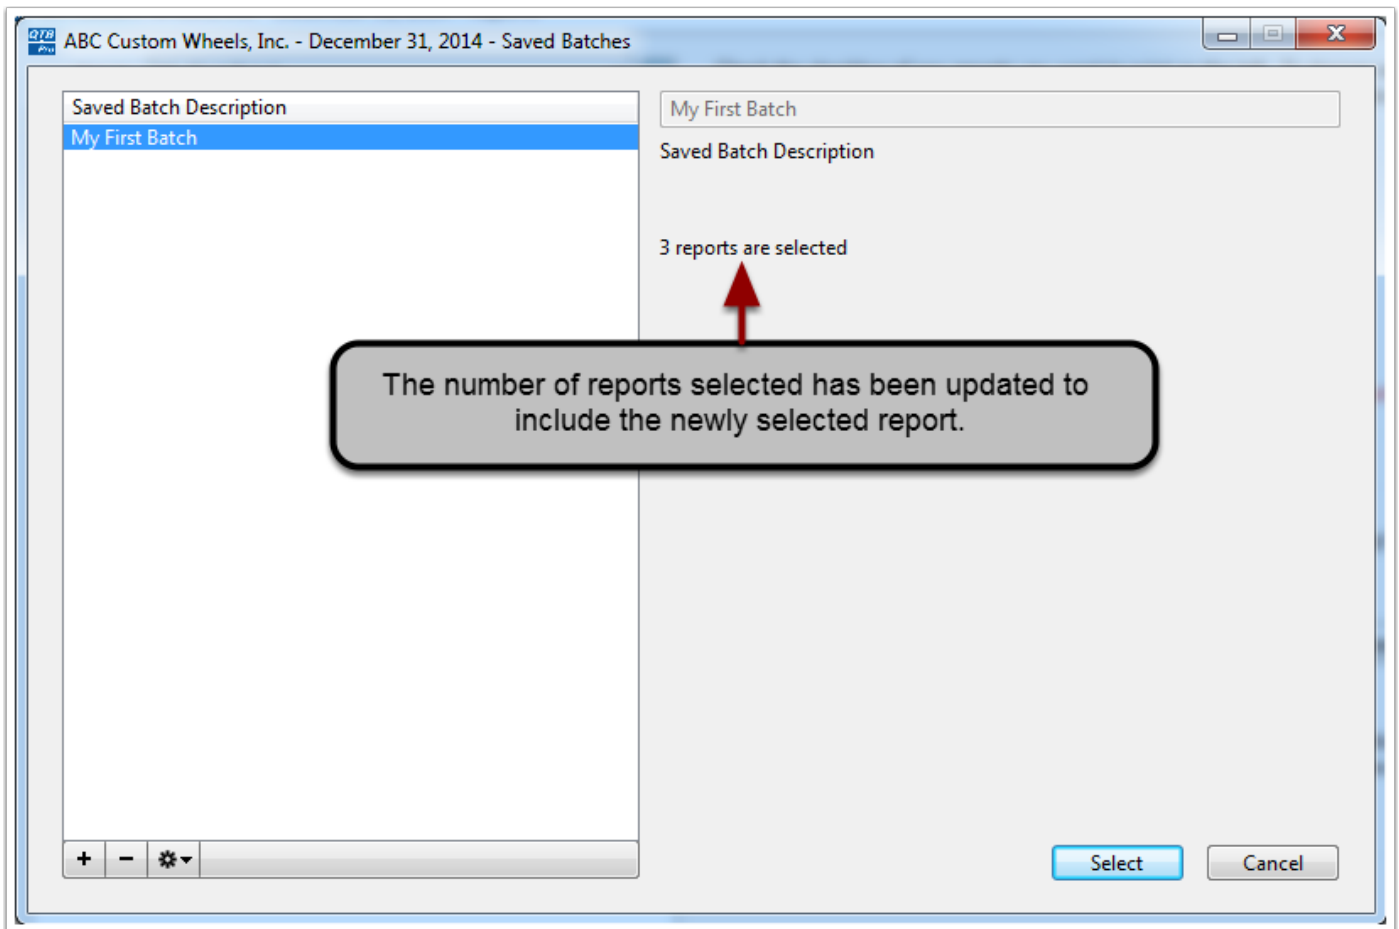 QTB
Pro
ABC Custom Wheels, Inc. - December 31, 2014 - Saved Batches
Saved Batch Description
My First Batch
My First Batch
Saved Batch Description
3 reports are selected
The number of reports selected has been updated to
include the newly selected report.
Select
Cancel